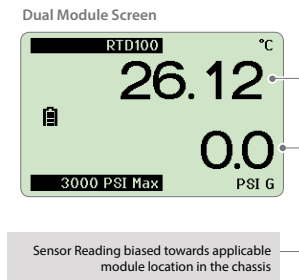 Dual Module Screen
RTD100 °C
26.12
0.0
3000 PSI Max PSI G
Sensor Reading biased towards applicable
module location in the chassis